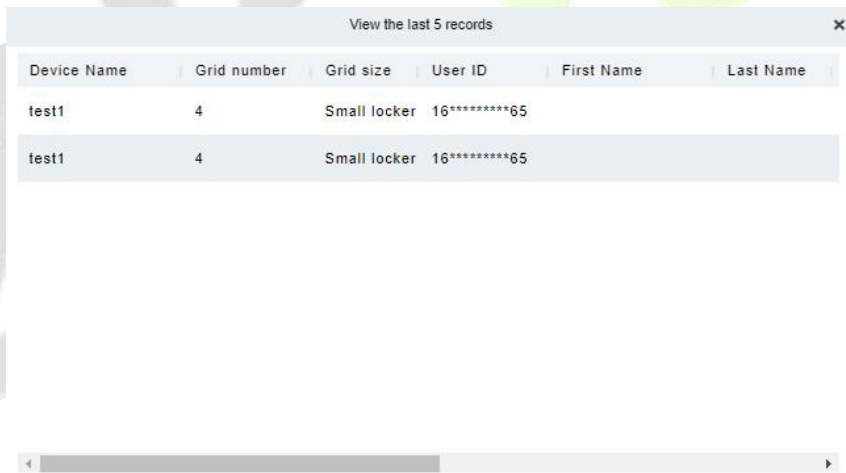 View the last 5 records ×
Device Name Grid number Grid size User ID First Name Last Name
test1 4 Small locker 16*********65
test1 4 Small locker 16*********65